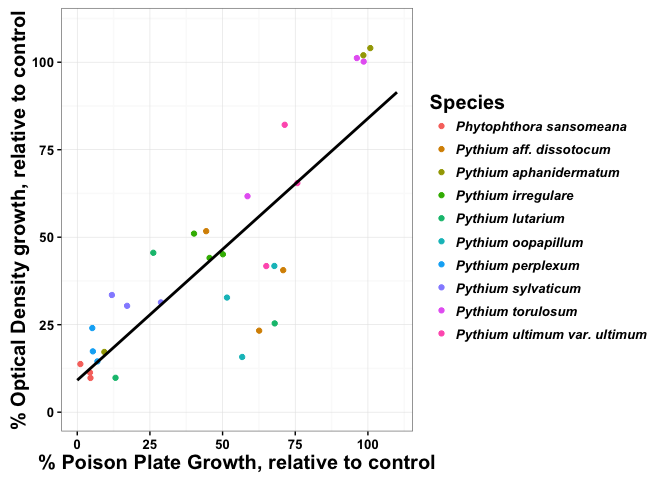 % Optical Density growth, relative to control
100
75
50
25
0
0 25 50 75 100
% Poison Plate Growth, relative to control
Species
Phytophthora sansomeana
Pythium aff. dissotocum
Pythium aphanidermatum
Pythium irregulare
Pythium lutarium
Pythium oopapillum
Pythium perplexum
Pythium sylvaticum
Pythium torulosum
Pythium ultimum var. ultimum